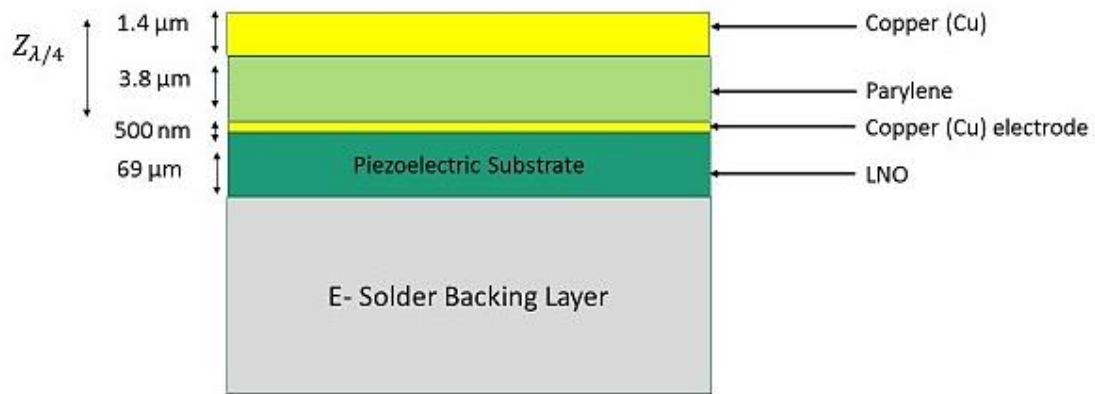 1.4 µm
Copper (Cu)
Z_{λ/4}
3.8 µm
Parylene
500 nm
Copper (Cu) electrode
69 µm
Piezoelectric Substrate
LNO
E- Solder Backing Layer